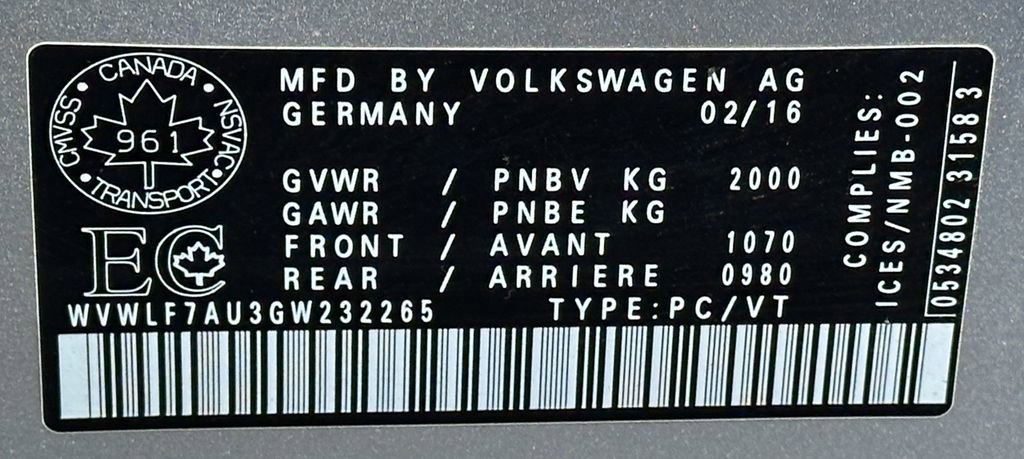 CANADA
CMVSS
NSVAC
961
TRANSPORT
EC
MFD BY VOLKSWAGEN AG
GERMANY 02/16
GVWR / PNBV KG 2000
GAWR / PNBE KG
FRONT / AVANT 1070
REAR / ARRIERE 0980
WVWLF7AU3GW232265 TYPE:PC/VT
COMPLIES:
ICES/NMB-002
0534802 31583